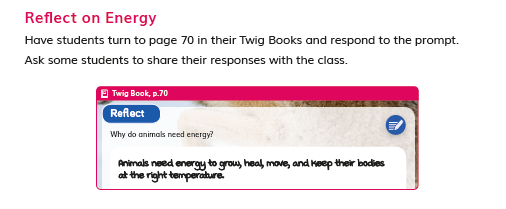 Reflect on Energy
Have students turn to page 70 in their Twig Books and respond to the prompt.
Ask some students to share their responses with the class.
Twig Book, p.70
Reflect
Why do animals need energy?
Animals need energy to grow, heal, move, and keep their bodies
at the right temperature.